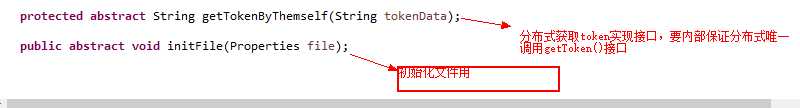 protected abstract String getTokenByThemself(String tokenData);
分布式获取token实现接口，要内部保证分布式唯一
调用getToken()接口
public abstract void initFile(Properties file);
初始化文件用